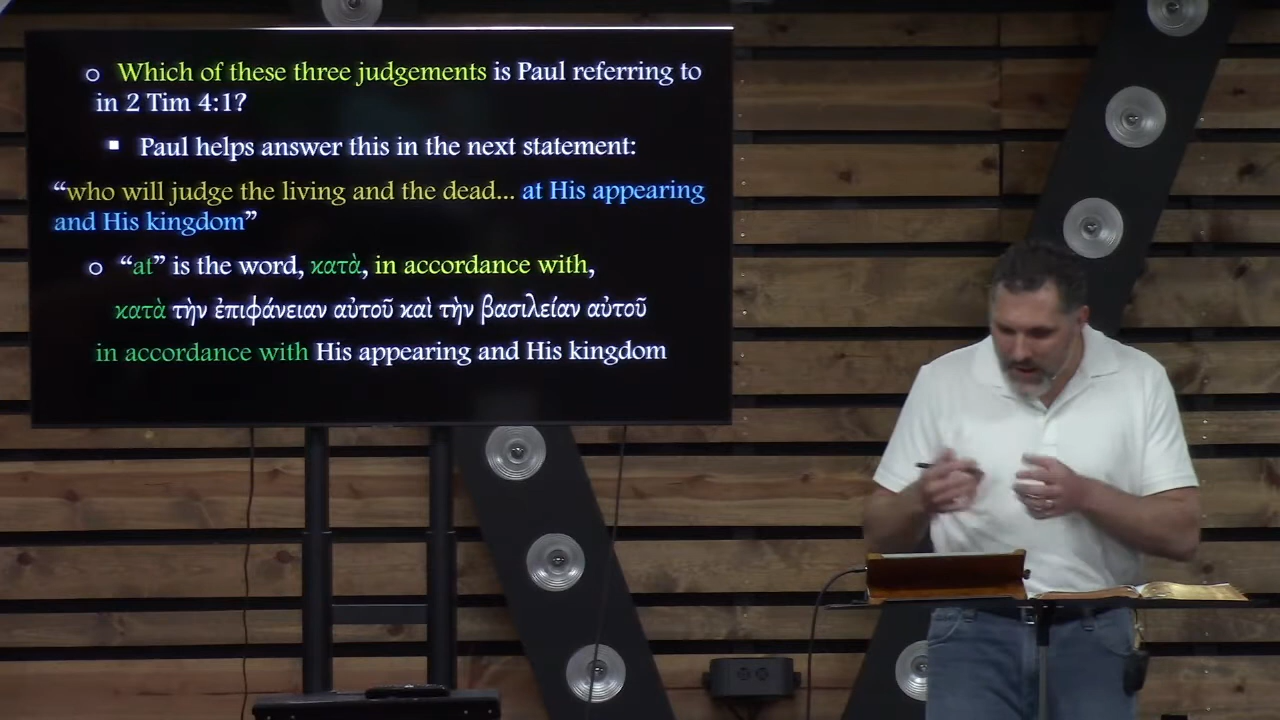 Which of these three judgements is Paul referring to
in 2 Tim 4:1?
Paul helps answer this in the next statement:
“who will judge the living and the dead... at His appearing
and His kingdom”
“at” is the word, κατὰ, in accordance with,
κατὰ τὴν ἐπιφάνειαν αὐτοῦ καὶ τὴν βασιλείαν αὐτοῦ
in accordance with His appearing and His kingdom